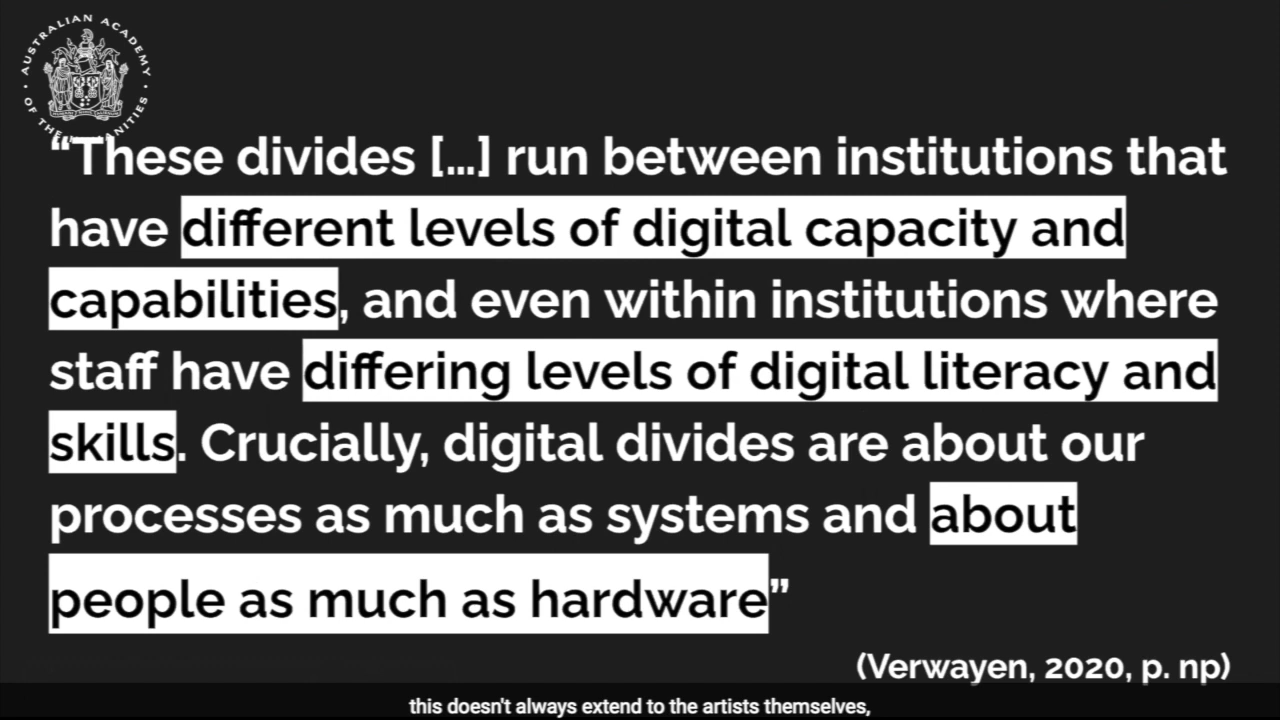 AUSTRALIAN ACADEMY
OF THE HUMANITIES
“These divides [...] run between institutions that
have different levels of digital capacity and
capabilities, and even within institutions where
staff have differing levels of digital literacy and
skills. Crucially, digital divides are about our
processes as much as systems and about
people as much as hardware”
(Verwayen, 2020, p. np)
this doesn't always extend to the artists themselves,